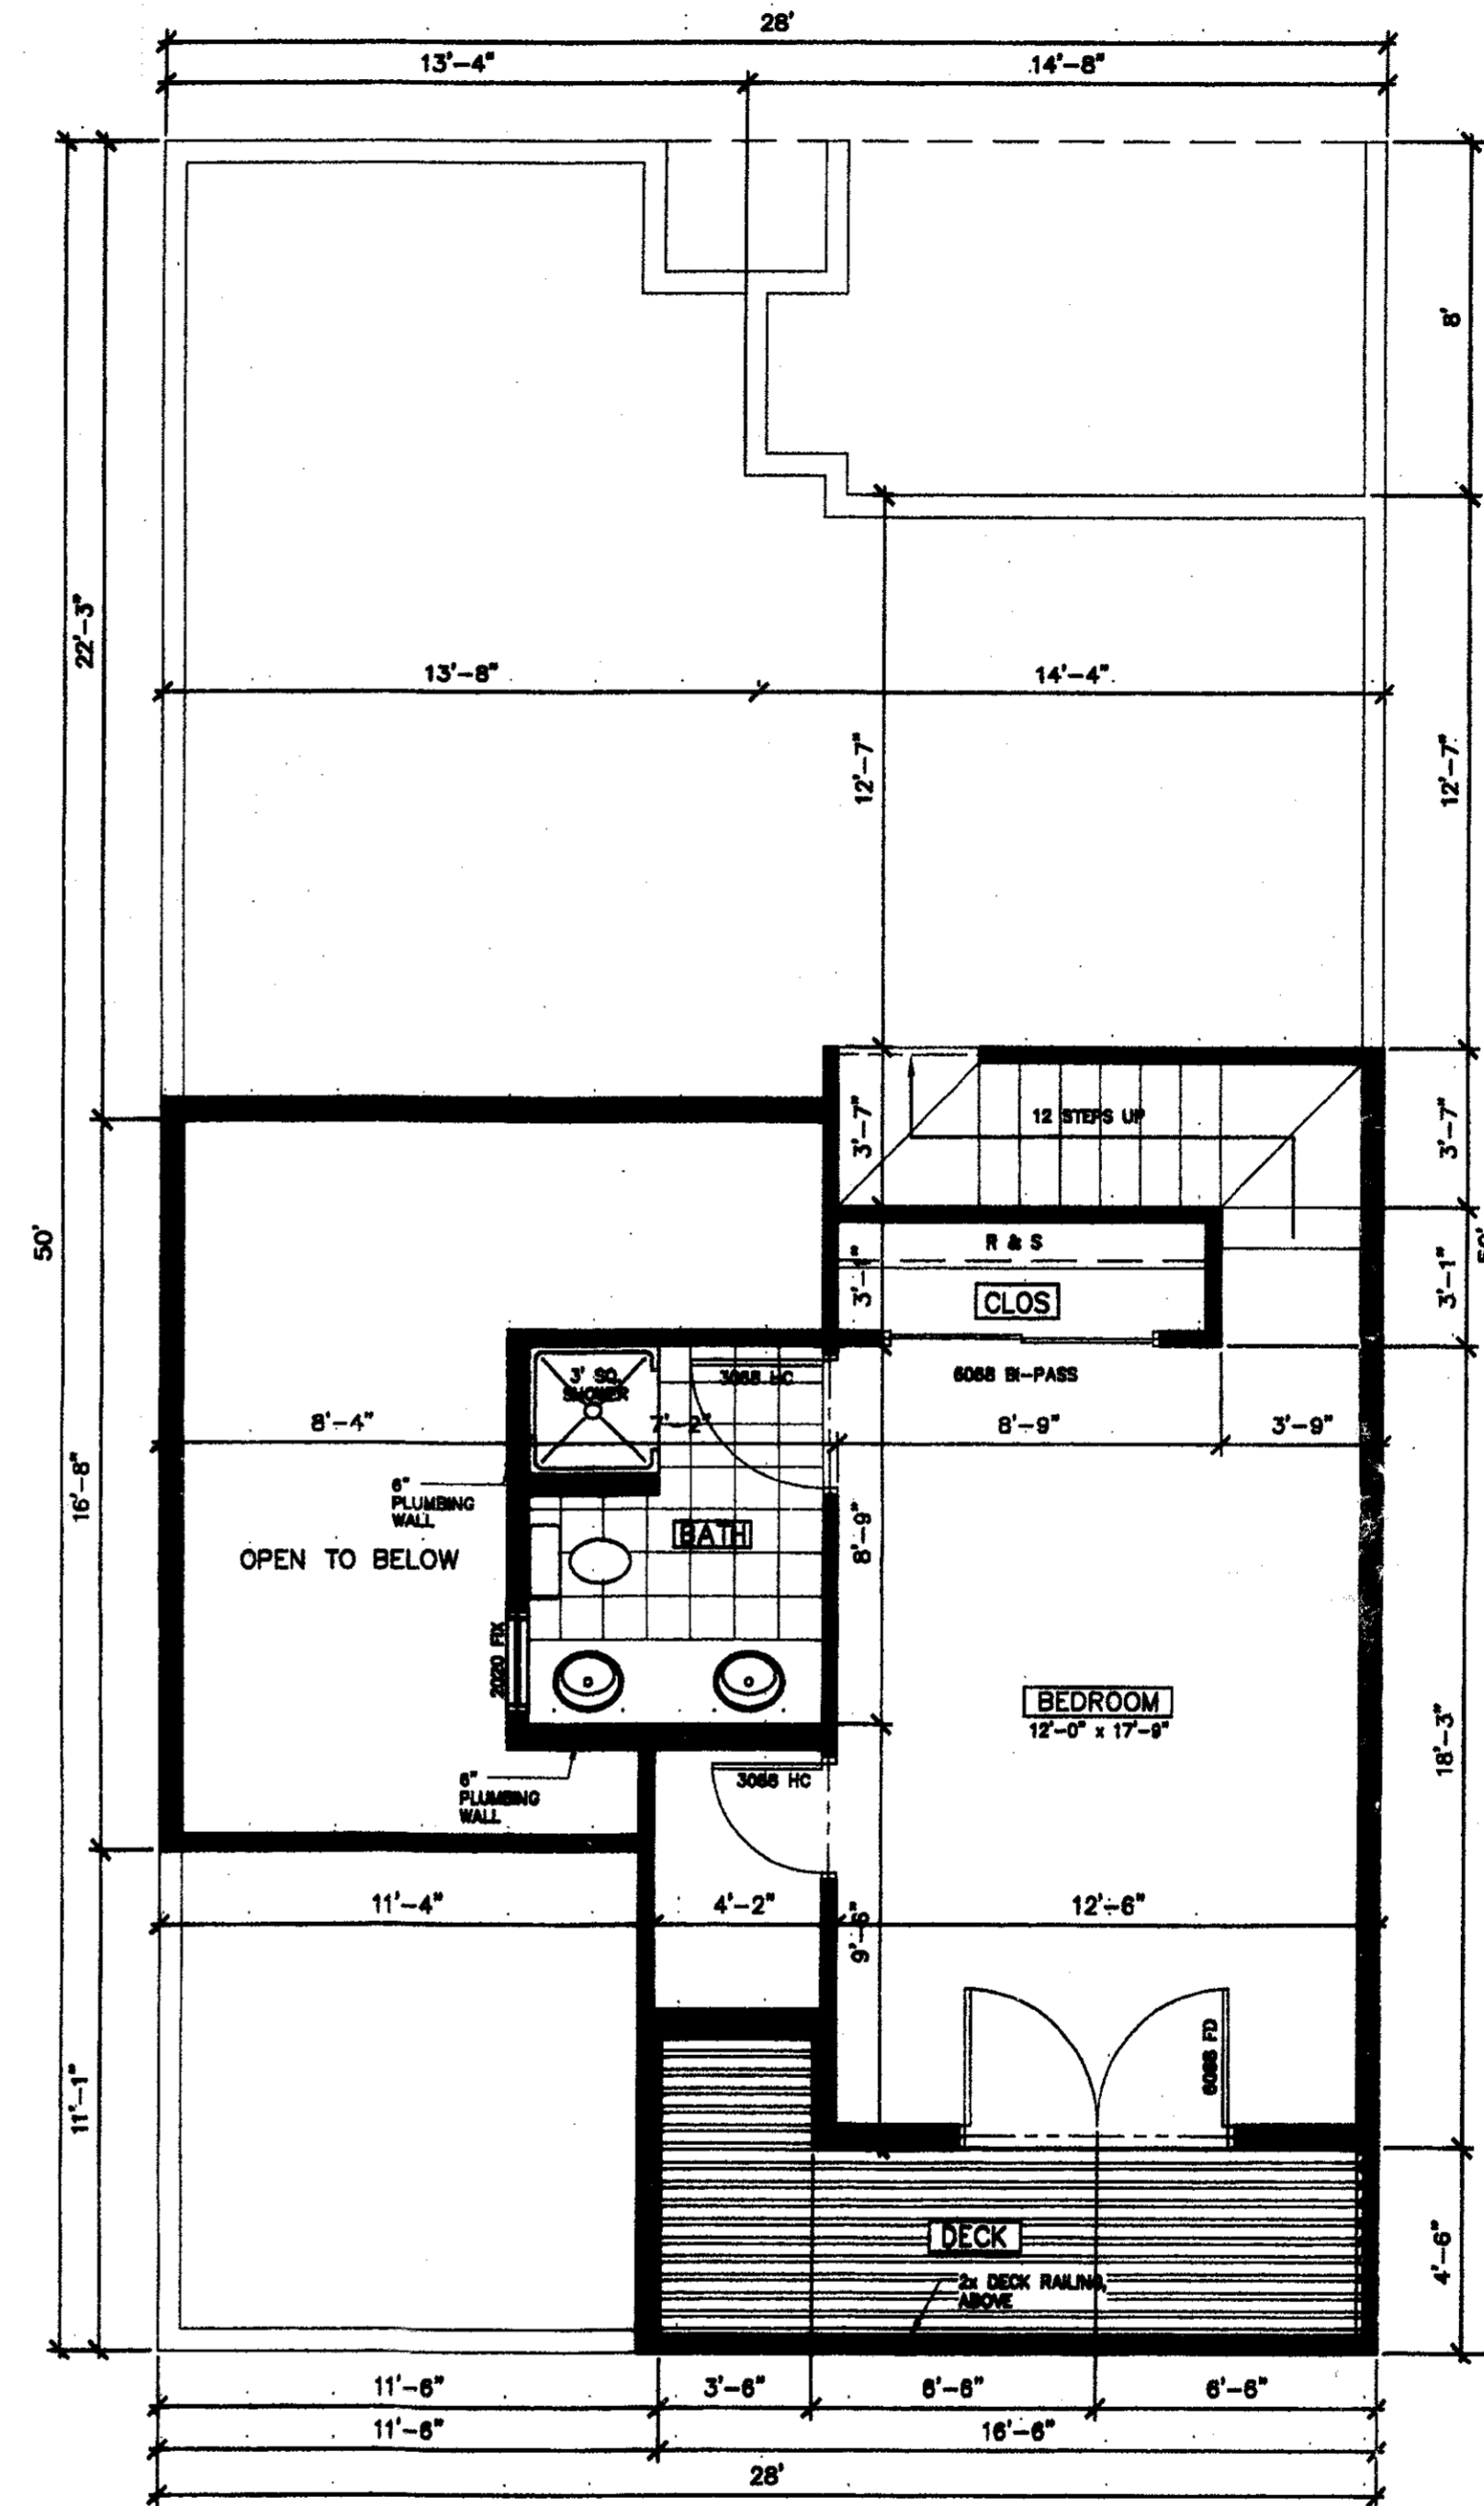 28'
13'-4"
14'-8"
8'
22'-3"
13'-8"
14'-4"
12'-7"
12'-7"
3'-7"
12 STEPS UP
3'-7"
50'
R & S
3'-1"
CLOS
3'-1"
3' SQ.
SHOWER
3068 HC
6068 BI-PASS
8'-4"
7'-2"
8'-9"
3'-9"
16'-8"
6"
PLUMBING
WALL
8'-9"
BATH
OPEN TO BELOW
2020 FIX
BEDROOM
12'-0" x 17'-9"
18'-3"
6"
PLUMBING
WALL
3068 HC
11'-4"
4'-2"
12'-6"
9'-6"
6068 FD
11'-1"
DECK
2x DECK RAILING,
ABOVE
4'-6"
11'-6"
3'-6"
6'-6"
6'-6"
11'-6"
16'-6"
28'